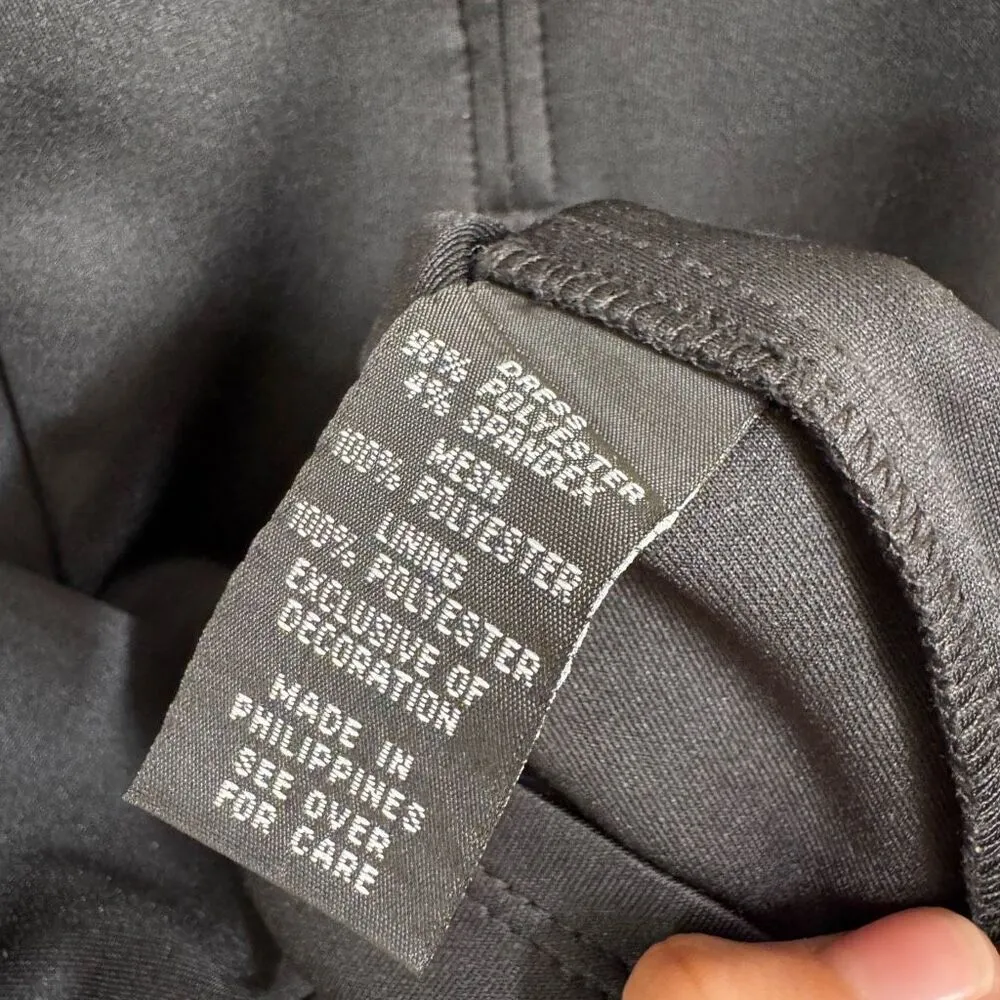 DRESS
96% POLYESTER
4% SPANDEX
MESH
100% POLYESTER
LINING
100% POLYESTER
EXCLUSIVE OF
DECORATION
MADE IN
PHILIPPINES
SEE OVER
FOR CARE